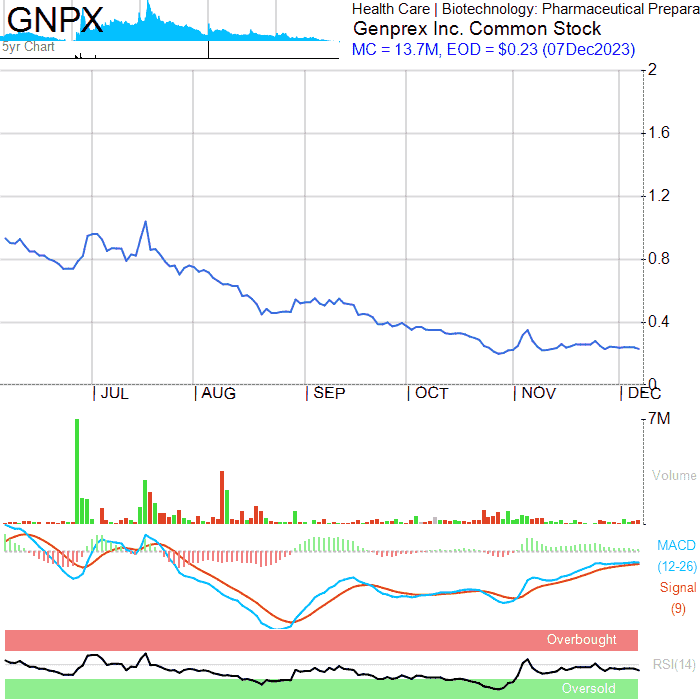 GNPX
5yr Chart
Health Care | Biotechnology: Pharmaceutical Prepara
Genprex Inc. Common Stock
MC = 13.7M, EOD = $0.23 (07Dec2023)
2
1.6
1.2
0.8
0.4
0
JUL AUG SEP OCT NOV DEC
7M
Volume
MACD
(12-26)
Signal
(9)
Overbought
RSI(14)
Oversold